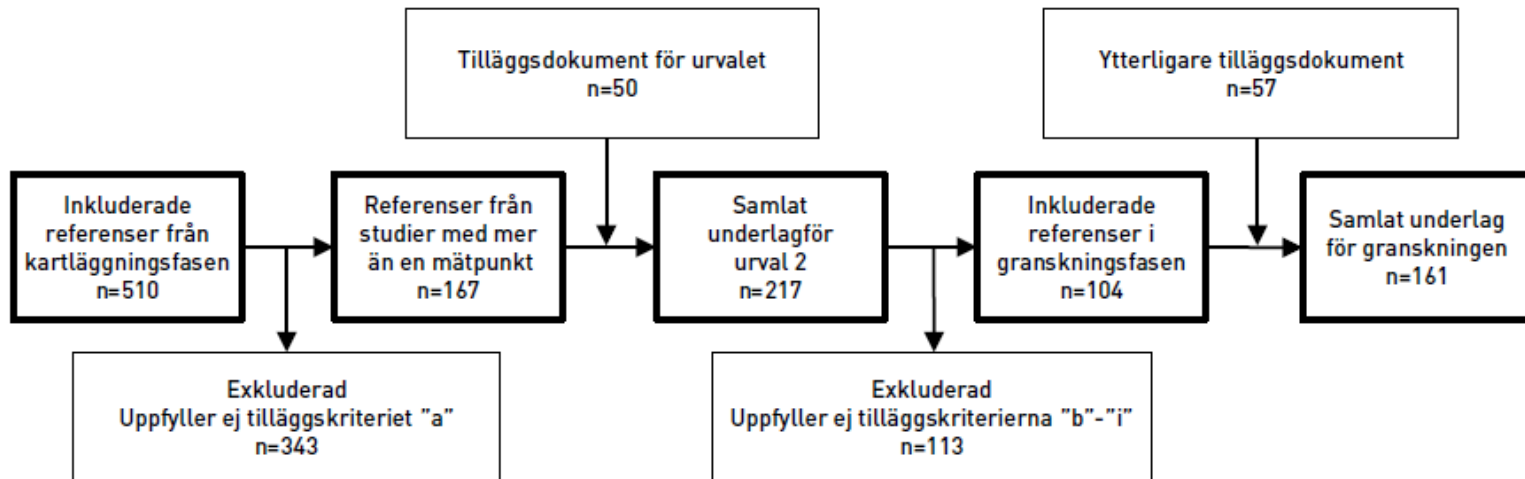 Tilläggsdokument för urvalet
n=50
Ytterligare tilläggsdokument
n=57
Inkluderade
referenser från
kartläggningsfasen
n=510
Referenser från
studier med mer
än en mätpunkt
n=167
Samlat
underlagför
urval 2
n=217
Inkluderade
referenser i
granskningsfasen
n=104
Samlat underlag
för granskningen
n=161
Exkluderad
Uppfyller ej tilläggskriteriet ”a”
n=343
Exkluderad
Uppfyller ej tilläggskriterierna ”b”-”i”
n=113